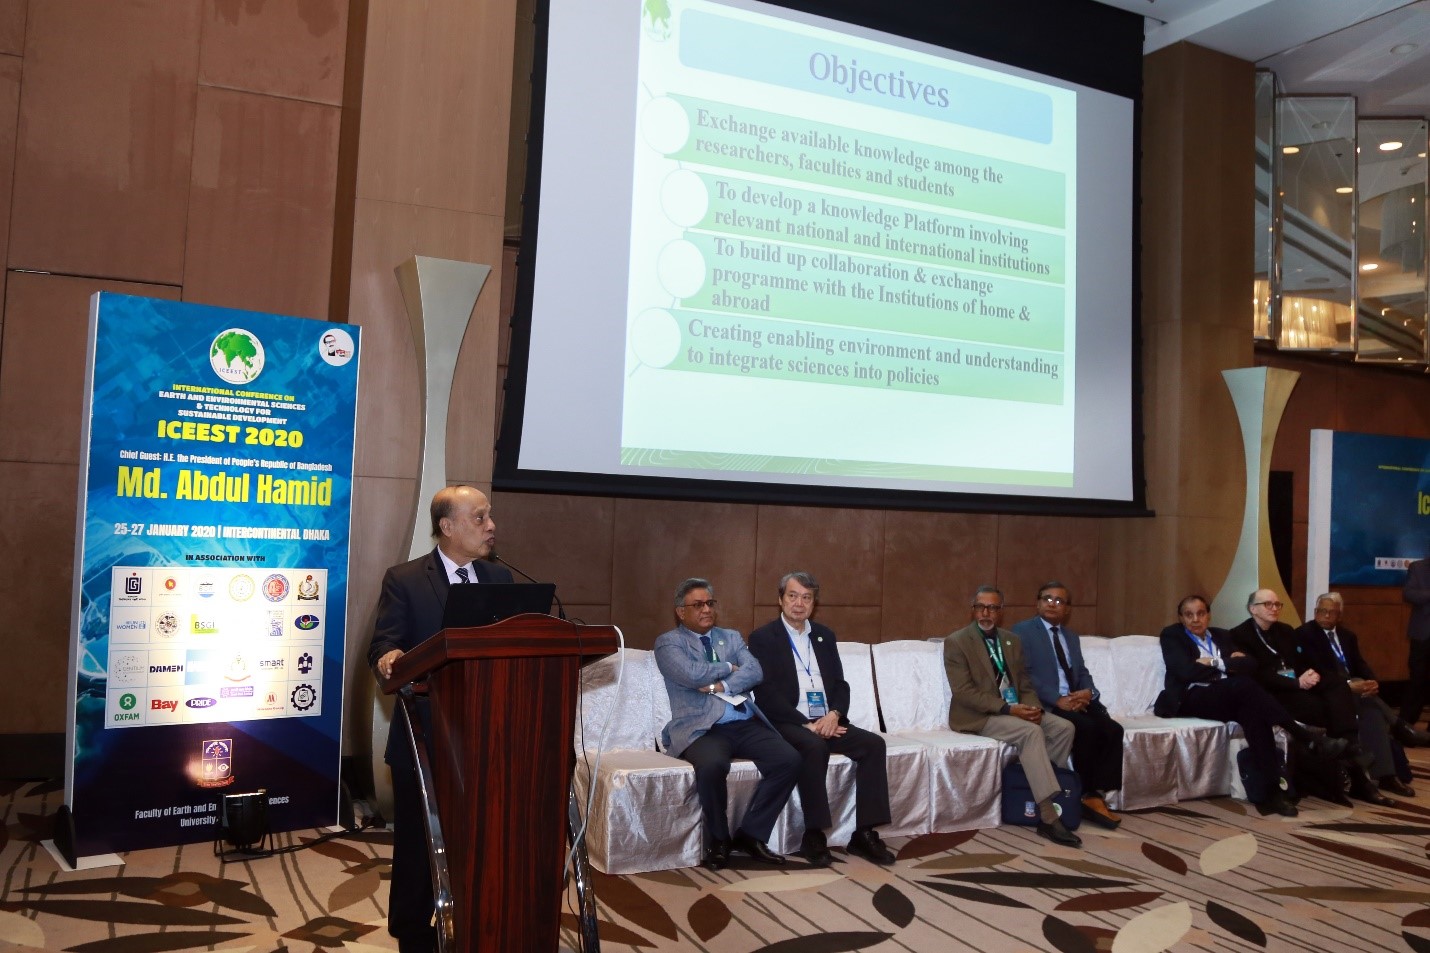 Objectives
Exchange available knowledge among the
researchers, faculties and students
To develop a knowledge Platform involving
relevant national and international institutions
To build up collaboration & exchange
programme with the Institutions of home &
abroad
Creating enabling environment and understanding
to integrate sciences into policies
ICEEST
INTERNATIONAL CONFERENCE ON
EARTH AND ENVIRONMENTAL SCIENCES
& TECHNOLOGY FOR
SUSTAINABLE DEVELOPMENT
ICEEST 2020
Chief Guest: H.E. the President of People's Republic of Bangladesh
Md. Abdul Hamid
25-27 JANUARY 2020 | INTERCONTINENTAL DHAKA
IN ASSOCIATION WITH
WOMEN
BSGI
DAMEN
smart
OXFAM
Bay
PRIDE
Faculty of Earth and En
ences
University